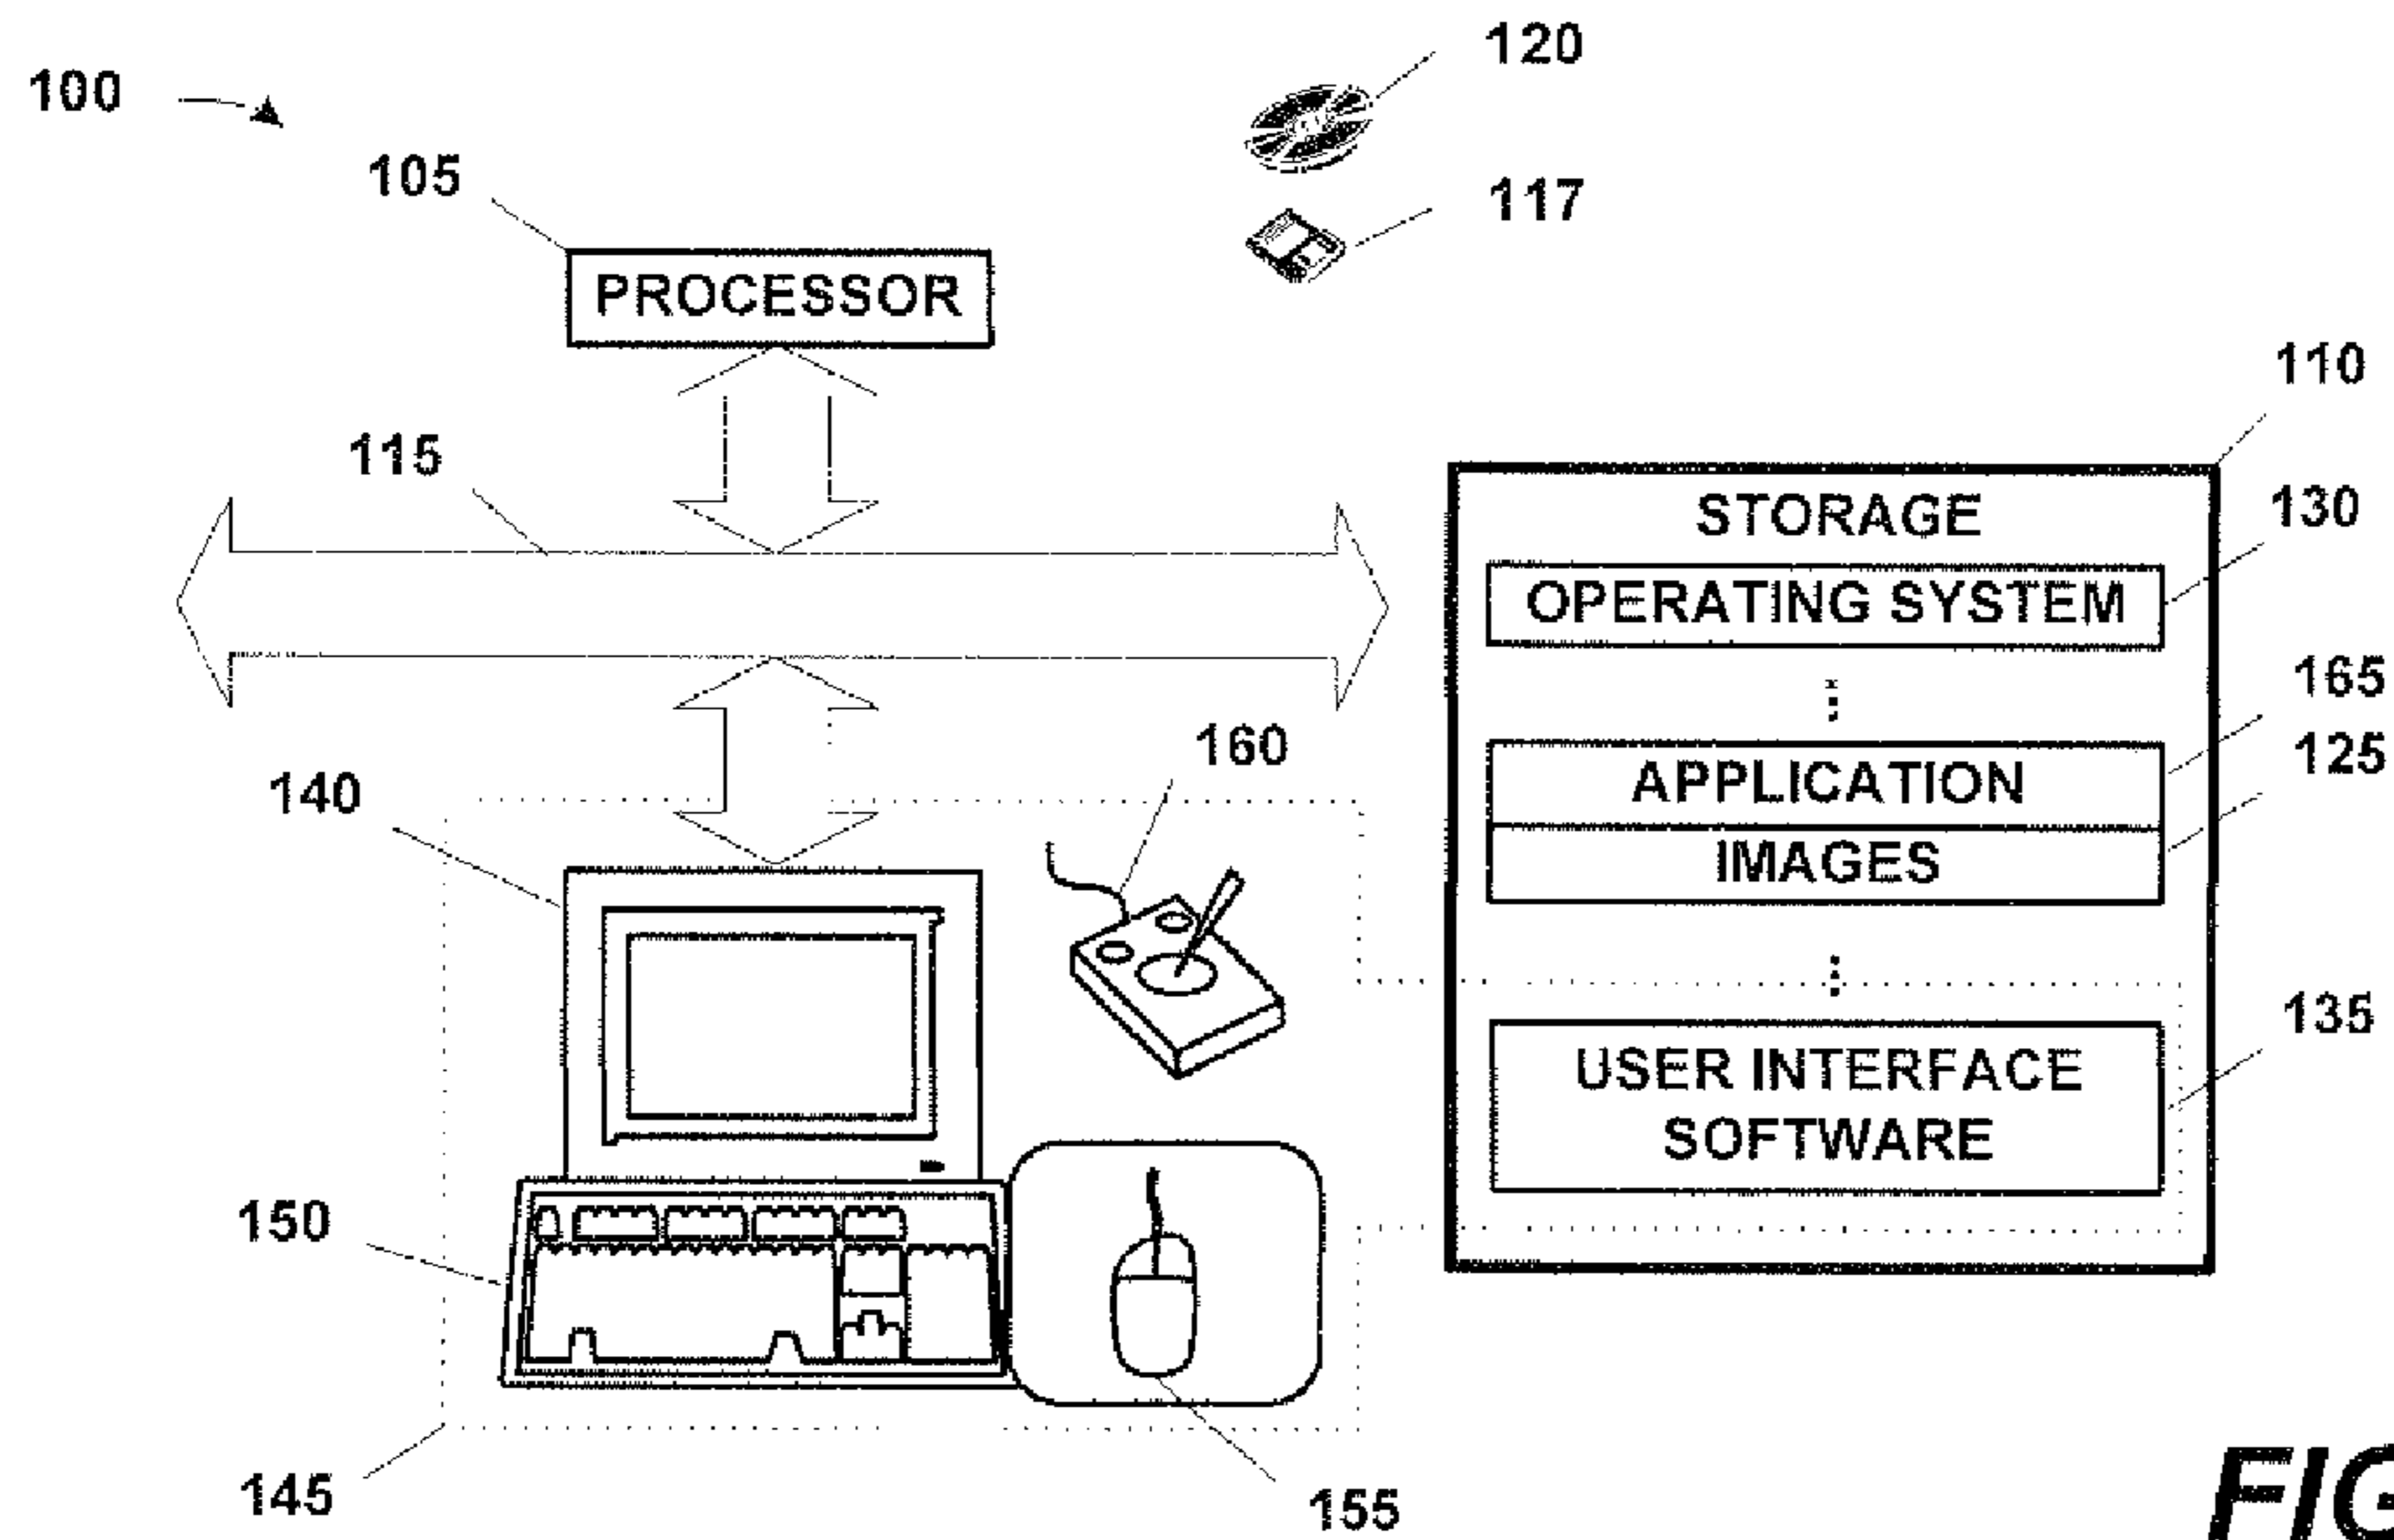 120
100
105
117
PROCESSOR
110
115
STORAGE
130
OPERATING SYSTEM
165
160
125
140
APPLICATION
IMAGES
135
USER INTERFACE
SOFTWARE
150
145
155